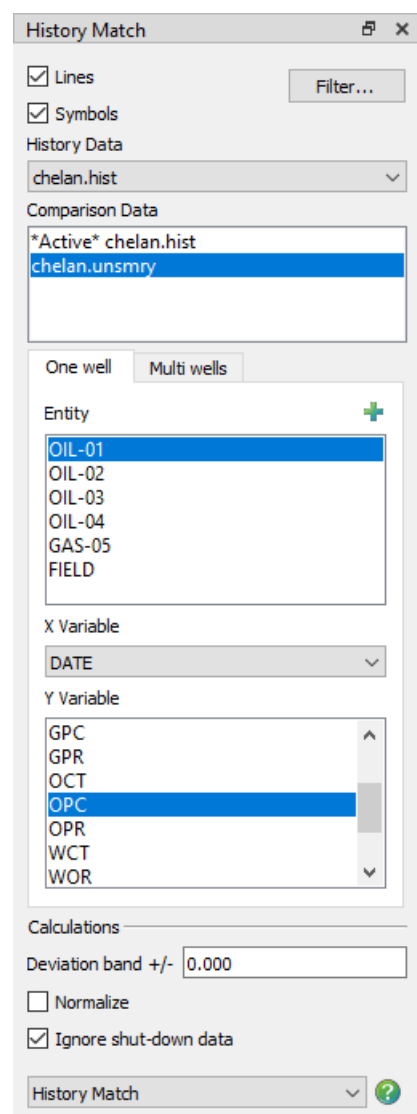 History Match
Lines
Filter...
Symbols
History Data
chelan.hist
Comparison Data
*Active* chelan.hist
chelan.unsmry
One well
Multi wells
Entity
OIL-01
OIL-02
OIL-03
OIL-04
GAS-05
FIELD
X Variable
DATE
Y Variable
GPC
GPR
OCT
OPC
OPR
WCT
WOR
Calculations
Deviation band +/- 0.000
Normalize
Ignore shut-down data
History Match
?